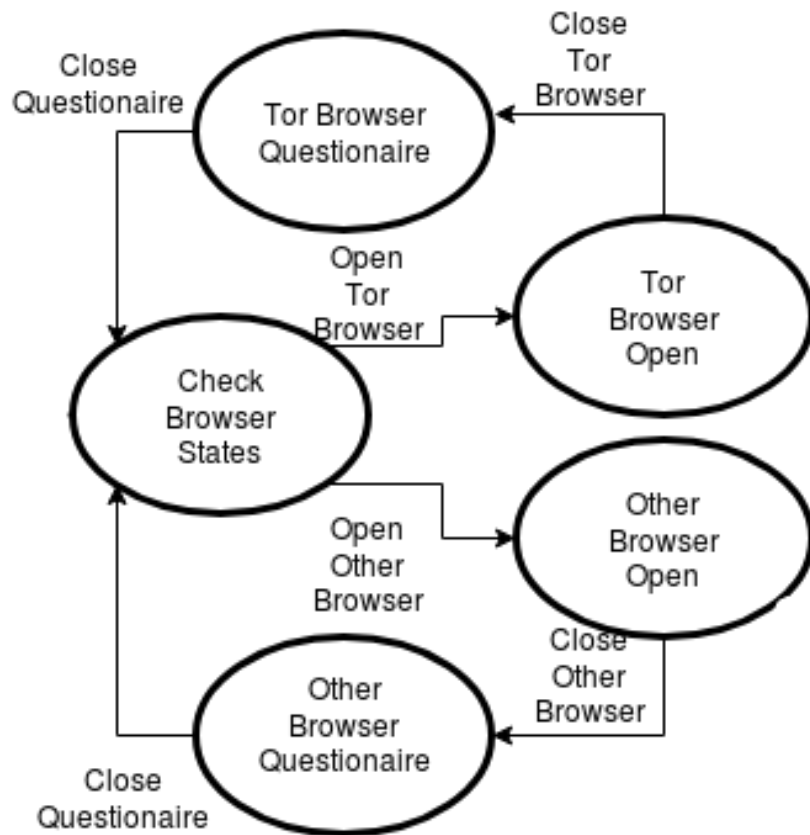 Close
Tor
Browser
Close
Questionaire
Tor Browser
Questionaire
Open
Tor
Browser
Tor
Browser
Open
Check
Browser
States
Other
Browser
Open
Open
Other
Browser
Close
Other
Browser
Other
Browser
Questionaire
Close
Questionaire